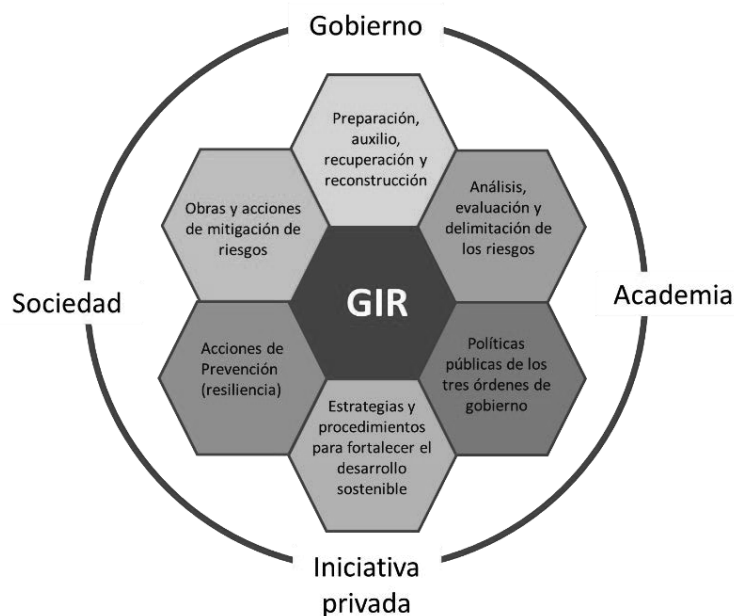 Gobierno
Preparación,
auxilio,
recuperación y
reconstrucción
Obras y acciones
de mitigación de
riesgos
Análisis,
evaluación y
delimitación de
los riesgos
Sociedad
GIR
Academia
Acciones de
Prevención
(resiliencia)
Políticas
públicas de los
tres órdenes de
gobierno
Estrategias y
procedimientos
para fortalecer el
desarrollo
sostenible
Iniciativa
privada